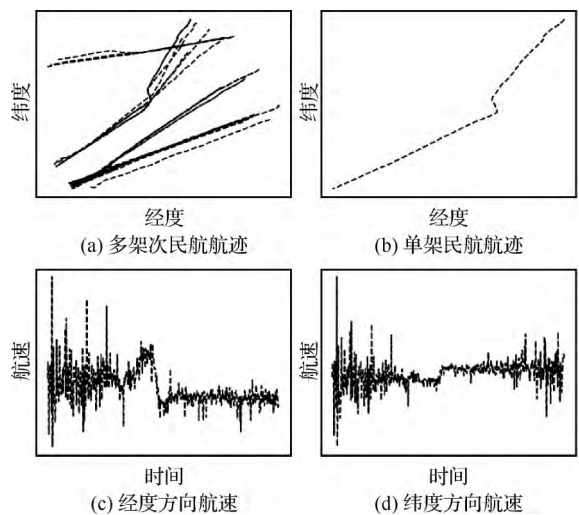 纬度
纬度
经度
经度
(a) 多架次民航航迹
(b) 单架民航航迹
航速
航速
时间
时间
(c) 经度方向航速
(d) 纬度方向航速